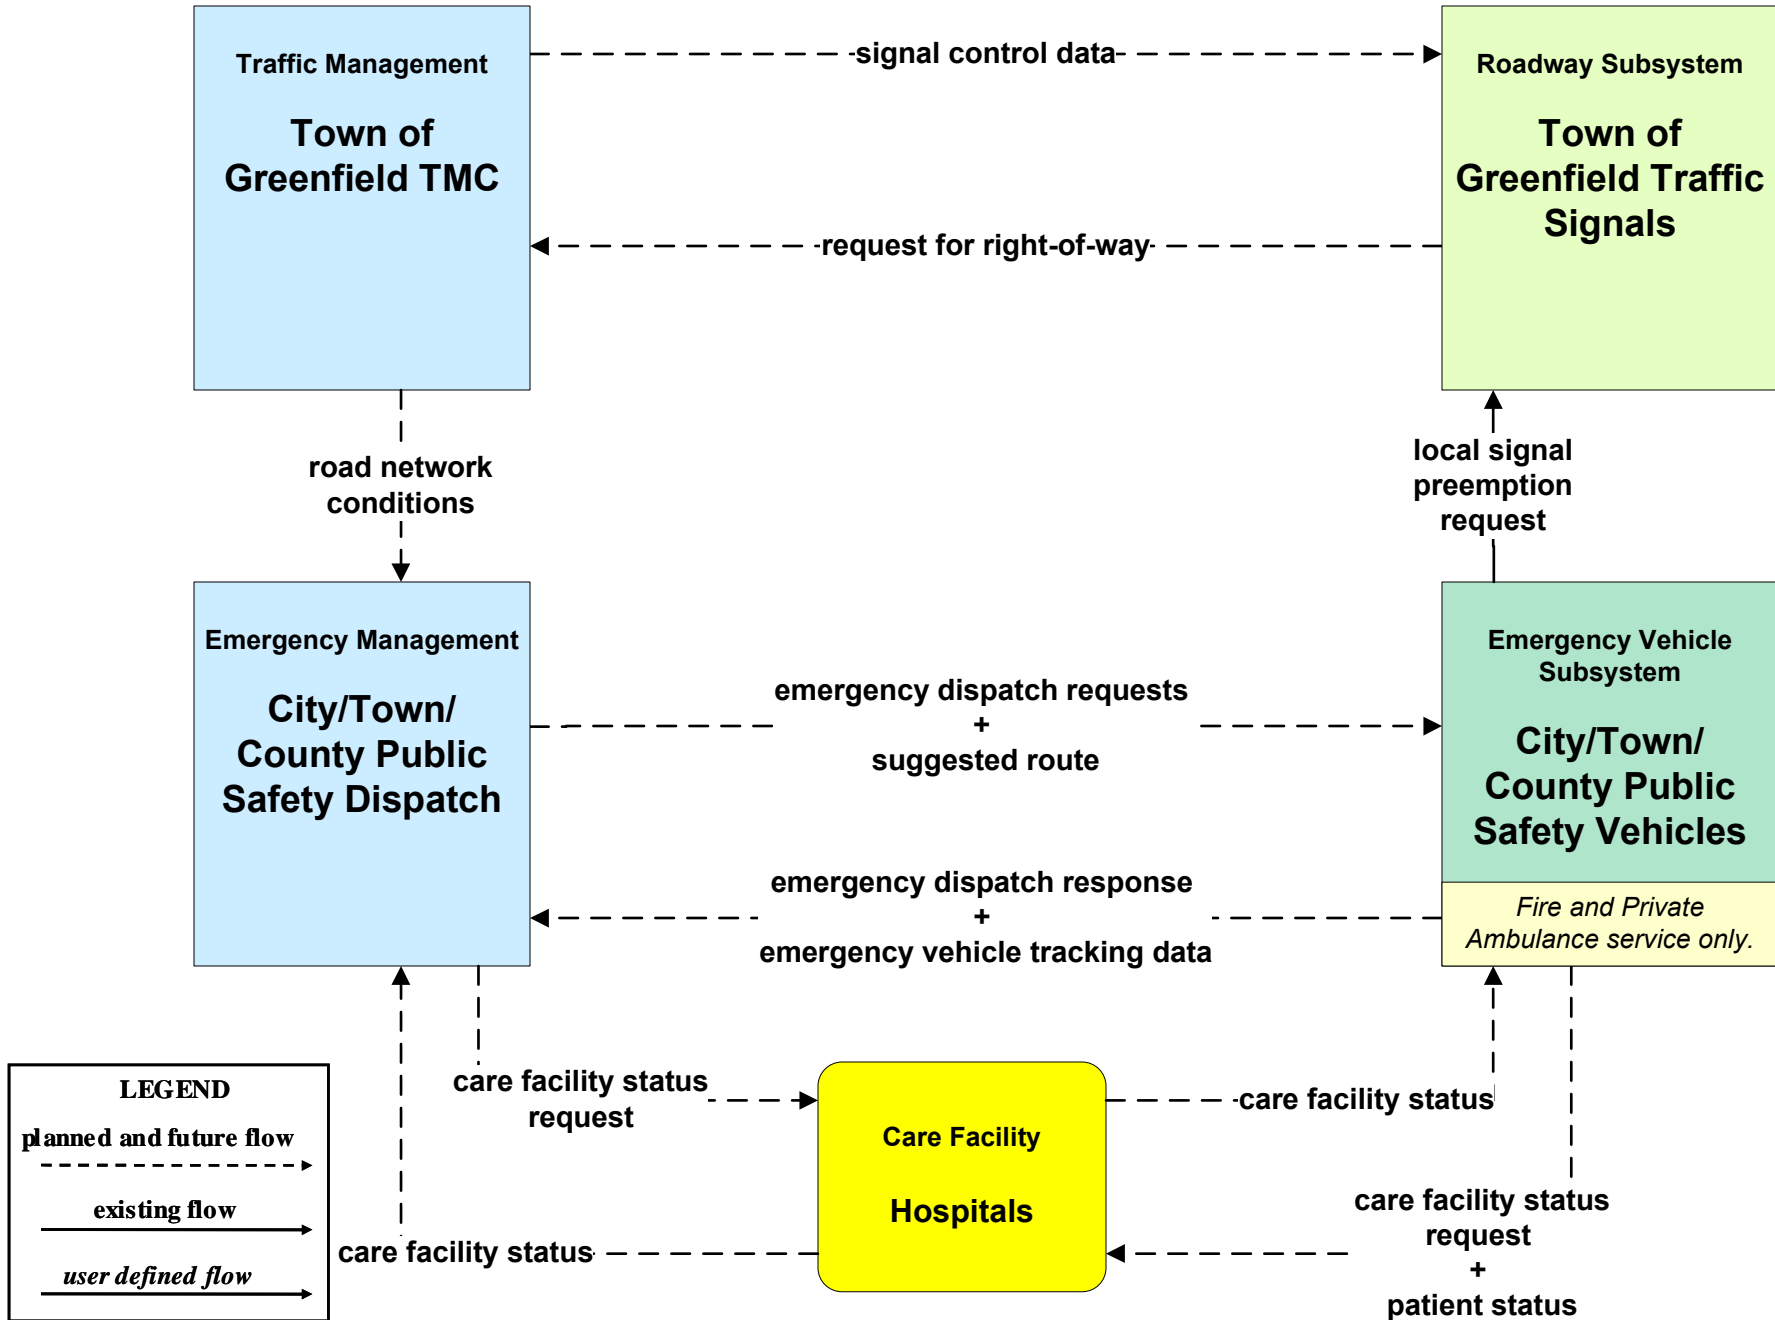 Traffic Management
Town of
Greenfield TMC
signal control data
request for right-of-way
Roadway Subsystem
Town of
Greenfield Traffic
Signals
road network
conditions
local signal
preemption
request
Emergency Management
City/Town/
County Public
Safety Dispatch
emergency dispatch requests
+
suggested route
emergency dispatch response
+
emergency vehicle tracking data
Emergency Vehicle
Subsystem
City/Town/
County Public
Safety Vehicles
Fire and Private
Ambulance service only.
care facility status
request
care facility status
Care Facility
Hospitals
care facility status
care facility status
request
+
patient status
LEGEND
planned and future flow
existing flow
user defined flow